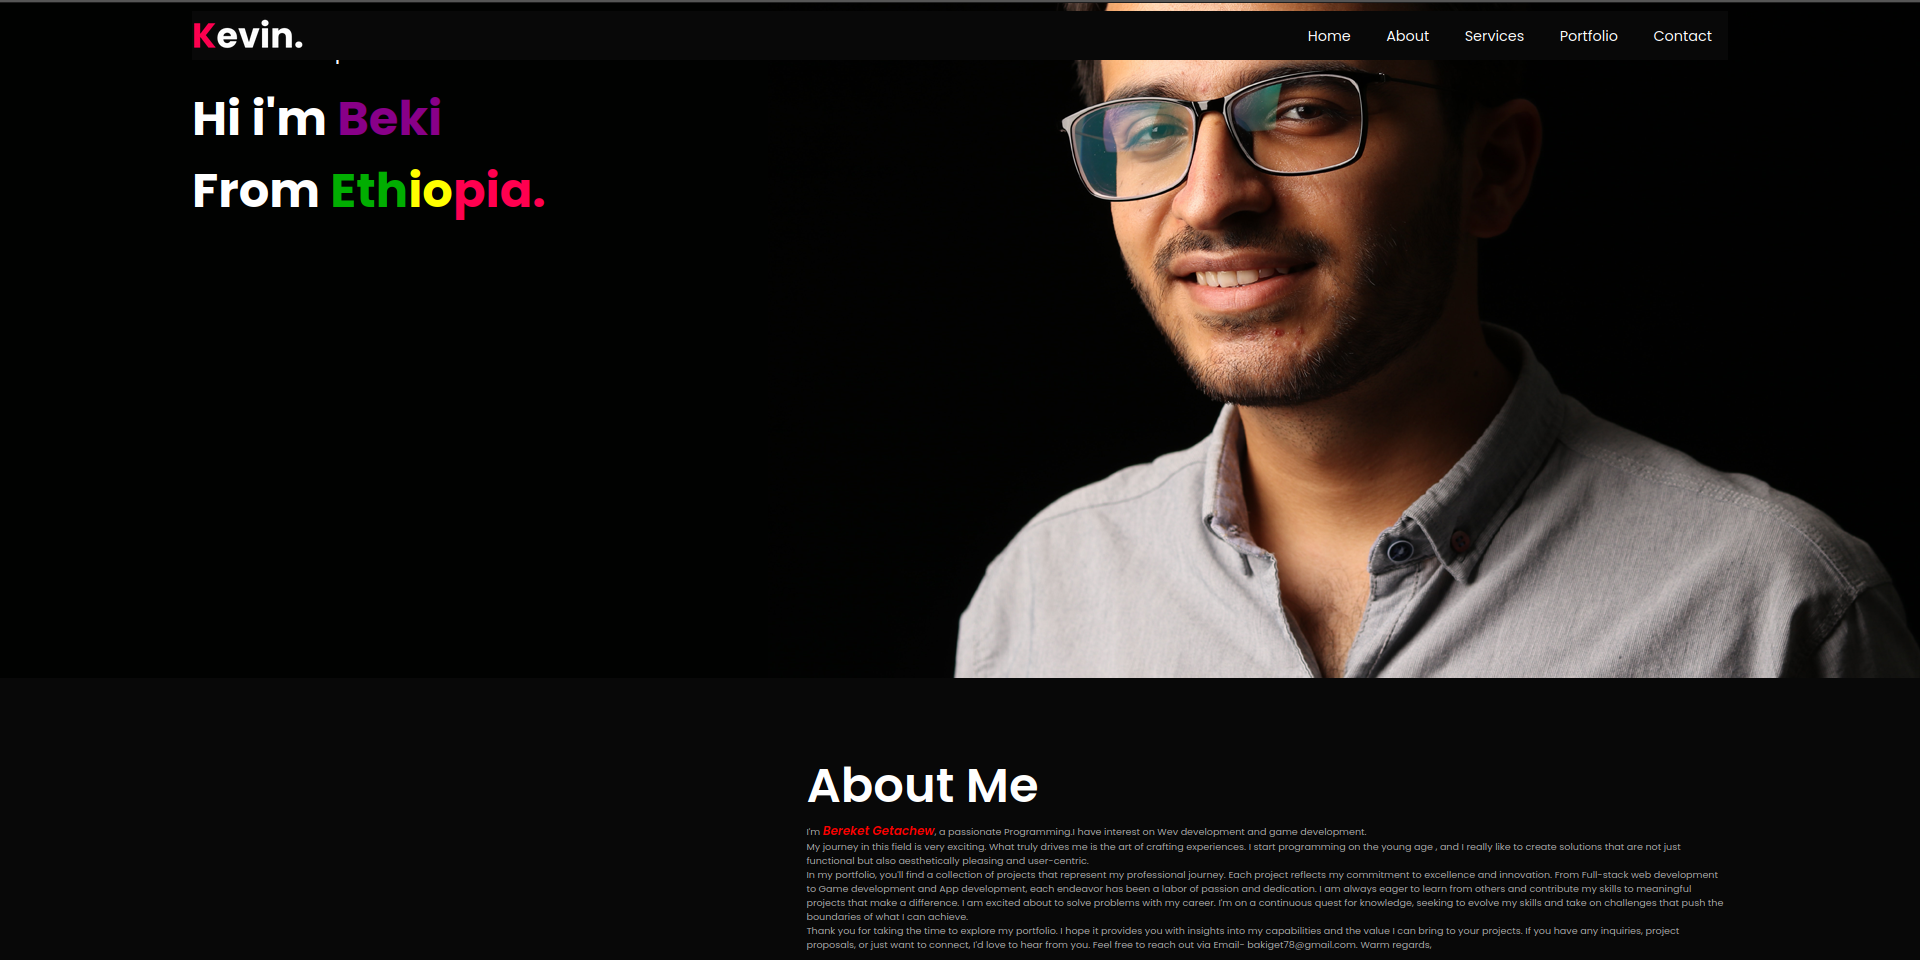 Kevin.
Home About Services Portfolio Contact
Hi i'm Beki
From Ethiopia.
About Me
I'm Bereket Getachew, a passionate Programming.I have interest on Wev development and game development.
My journey in this field is very exciting. What truly drives me is the art of crafting experiences. I start programming on the young age , and I really like to create solutions that are not just
functional but also aesthetically pleasing and user-centric.
In my portfolio, you'll find a collection of projects that represent my professional journey. Each project reflects my commitment to excellence and innovation. From Full-stack web development
to Game development and App development, each endeavor has been a labor of passion and dedication. I am always eager to learn from others and contribute my skills to meaningful
projects that make a difference. I am excited about to solve problems with my career. I'm on a continuous quest for knowledge, seeking to evolve my skills and take on challenges that push the
boundaries of what I can achieve.
Thank you for taking the time to explore my portfolio. I hope it provides you with insights into my capabilities and the value I can bring to your projects. If you have any inquiries, project
proposals, or just want to connect, I'd love to hear from you. Feel free to reach out via Email- bakiget78@gmail.com. Warm regards,